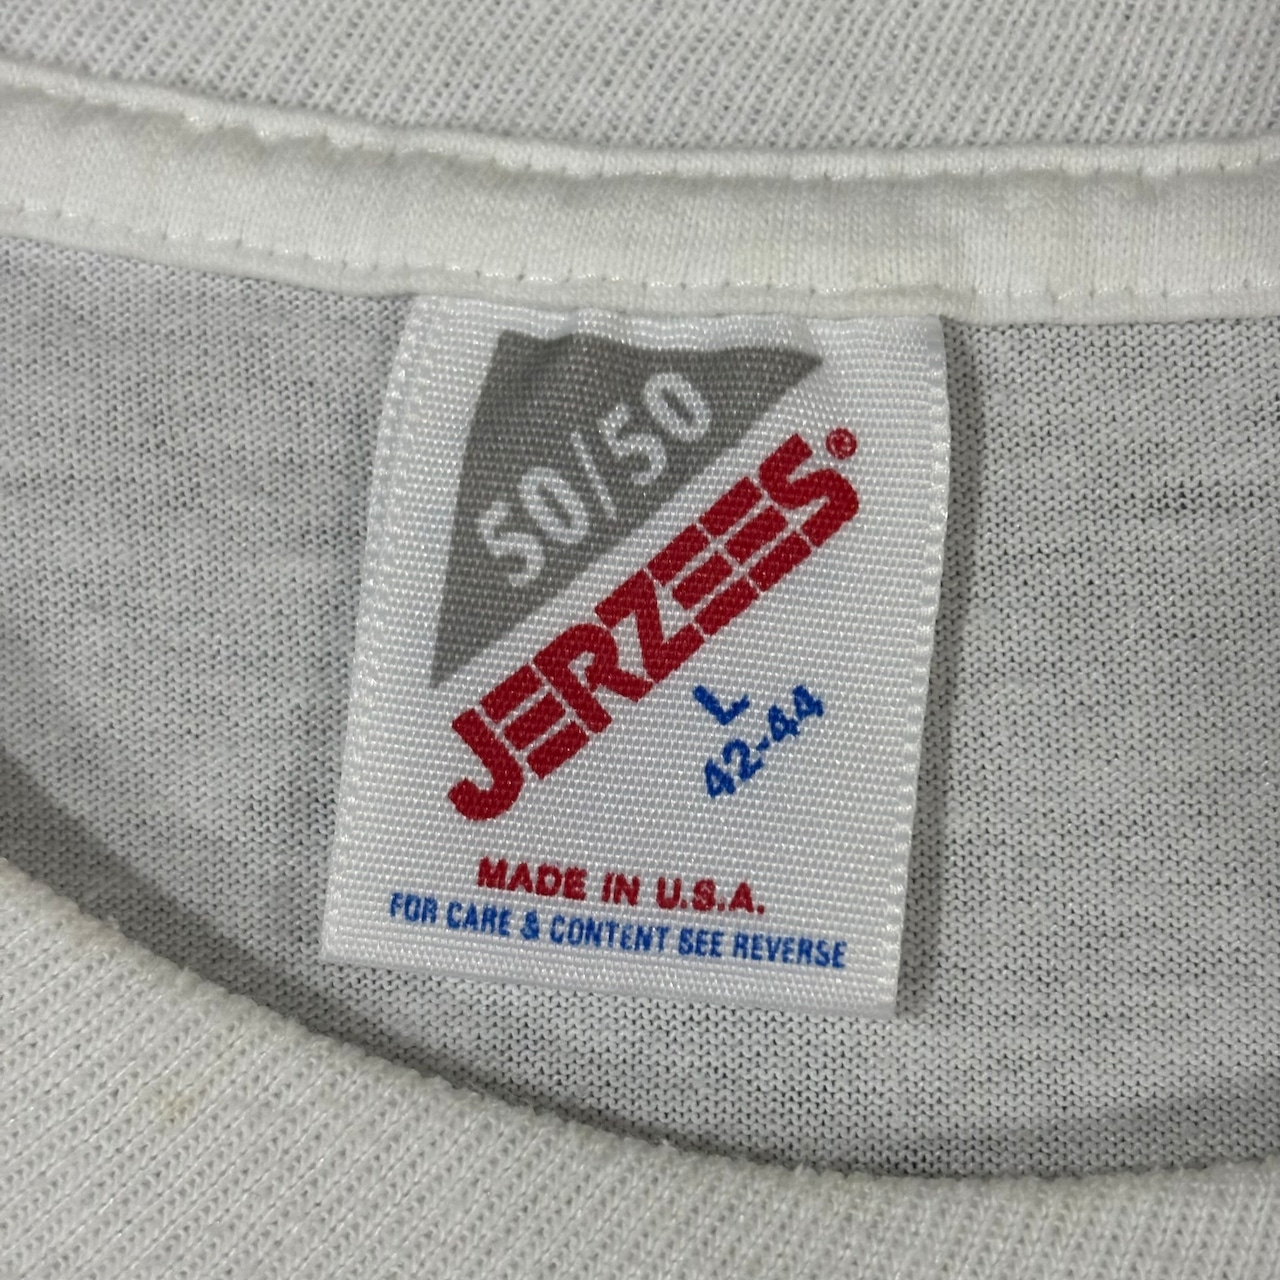 50/50
JERZEES®
L
42-44
MADE IN U.S.A.
FOR CARE & CONTENT SEE REVERSE